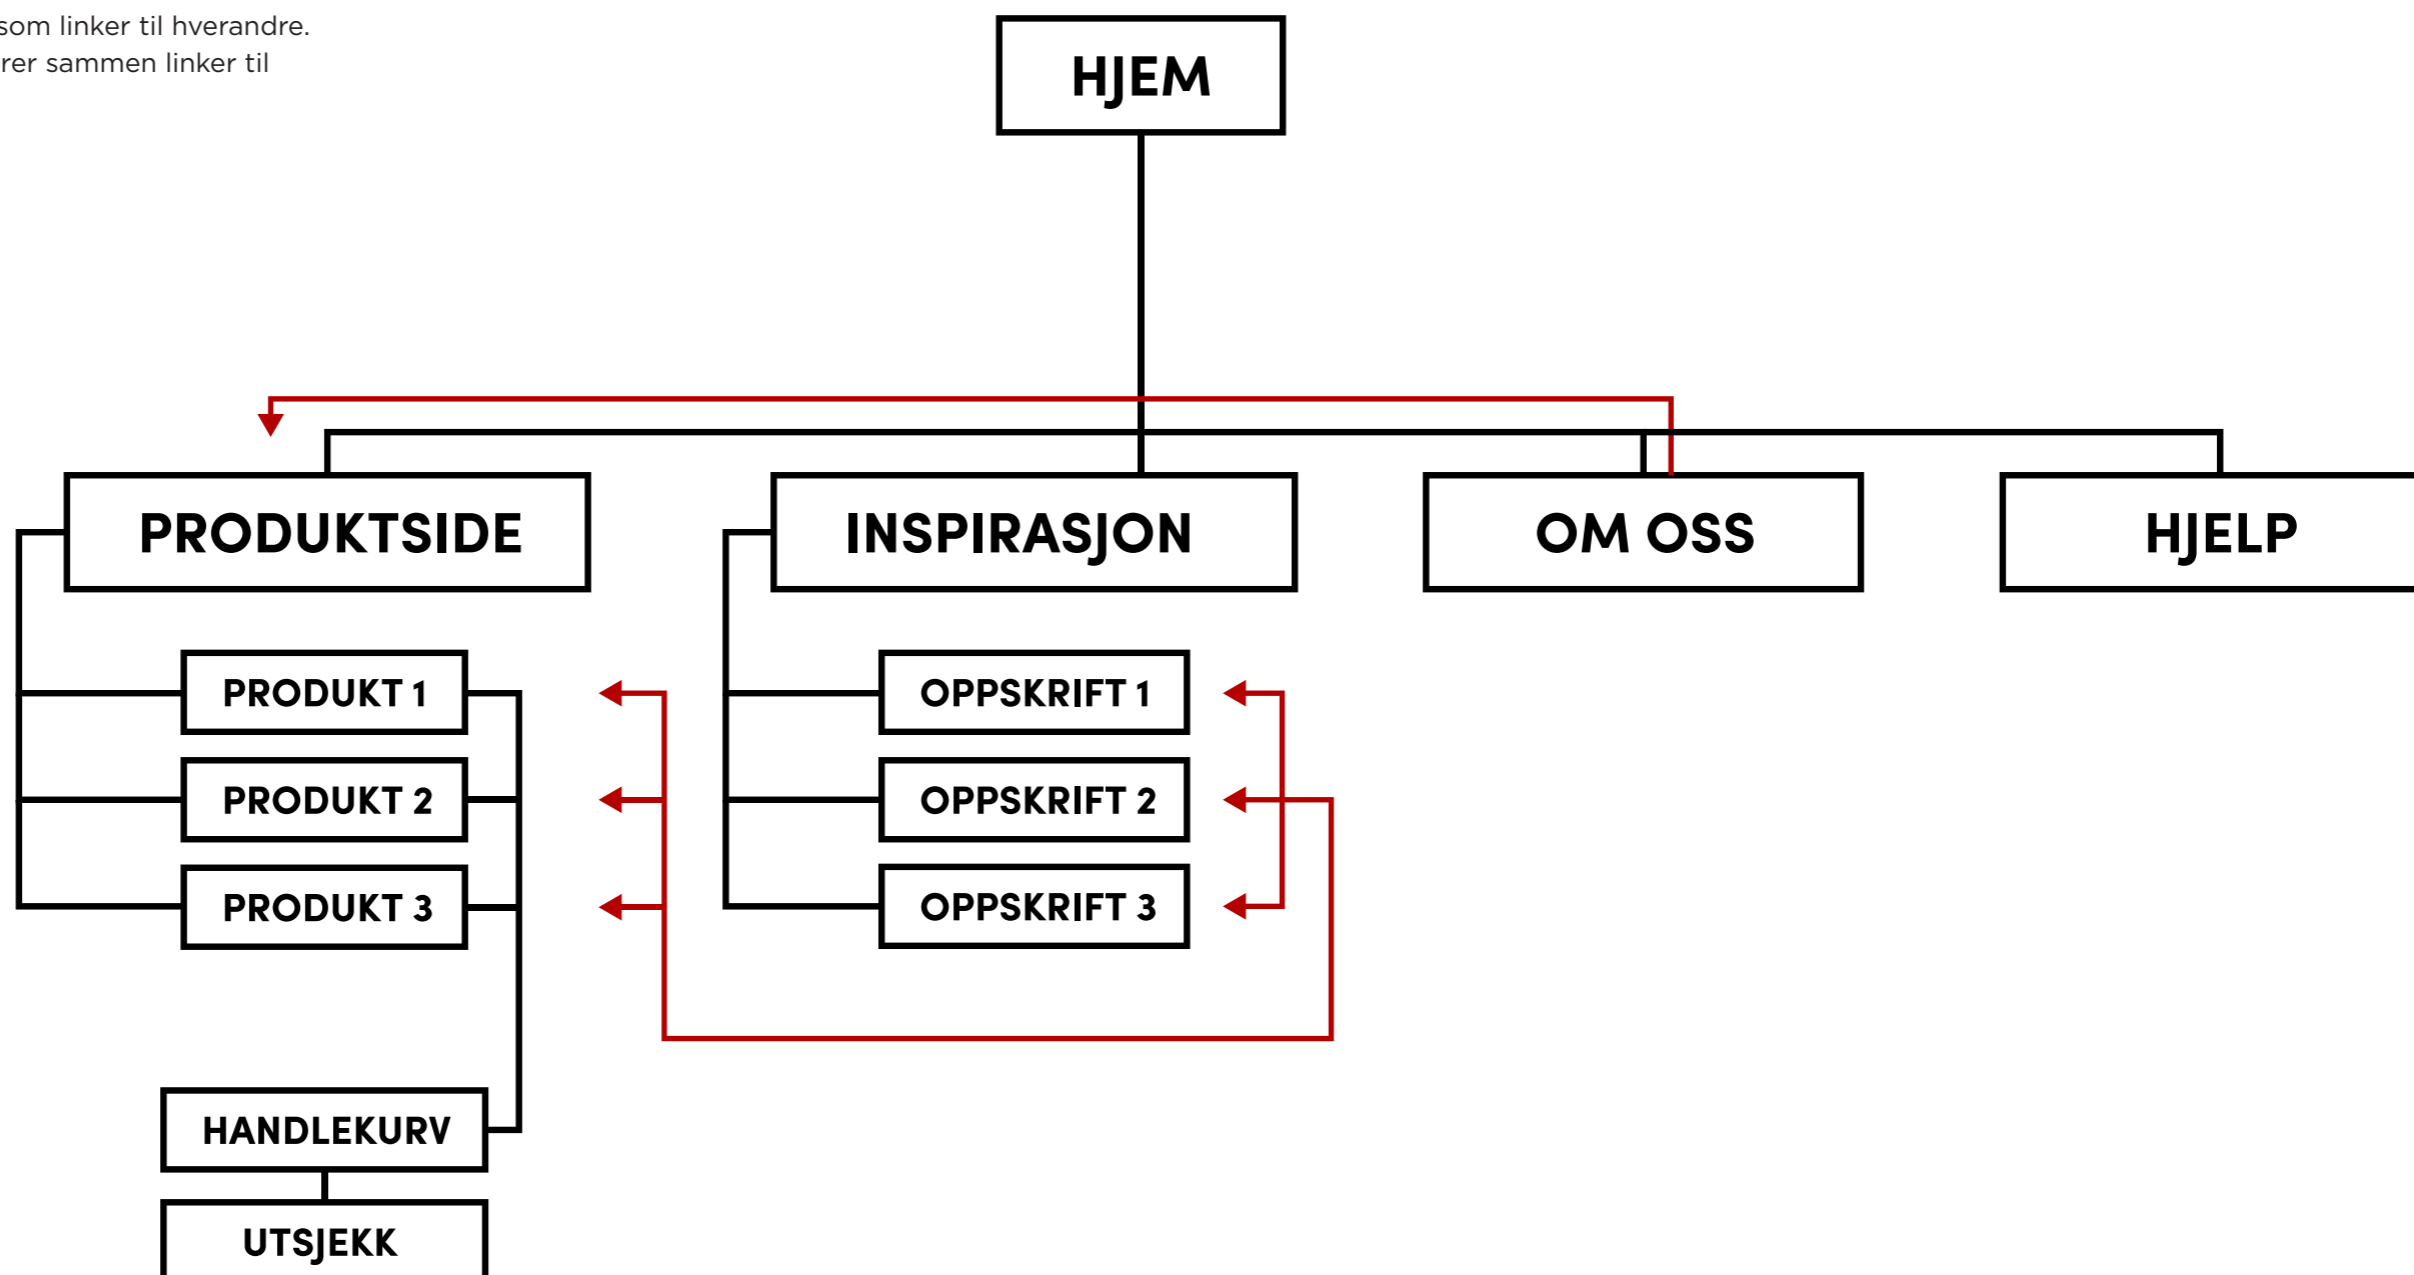 som linker til hverandre.
rer sammen linker til
HJEM
PRODUKTSIDE
INSPIRASJON
OM OSS
HJELP
PRODUKT 1
PRODUKT 2
PRODUKT 3
OPPSKRIFT 1
OPPSKRIFT 2
OPPSKRIFT 3
HANDLEKURV
UTSJEKK